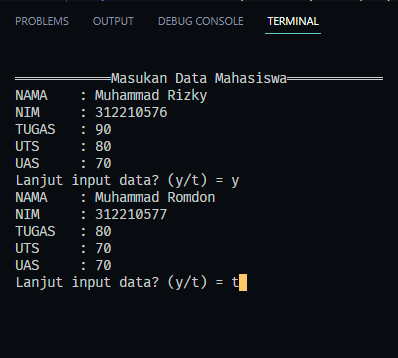 PROBLEMS OUTPUT DEBUG CONSOLE TERMINAL
════════════Masukan Data Mahasiswa════════════
NAMA    : Muhammad Rizky
NIM     : 312210576
TUGAS   : 90
UTS     : 80
UAS     : 70
Lanjut input data? (y/t) = y
NAMA    : Muhammad Romdon
NIM     : 312210577
TUGAS   : 80
UTS     : 70
UAS     : 70
Lanjut input data? (y/t) = t